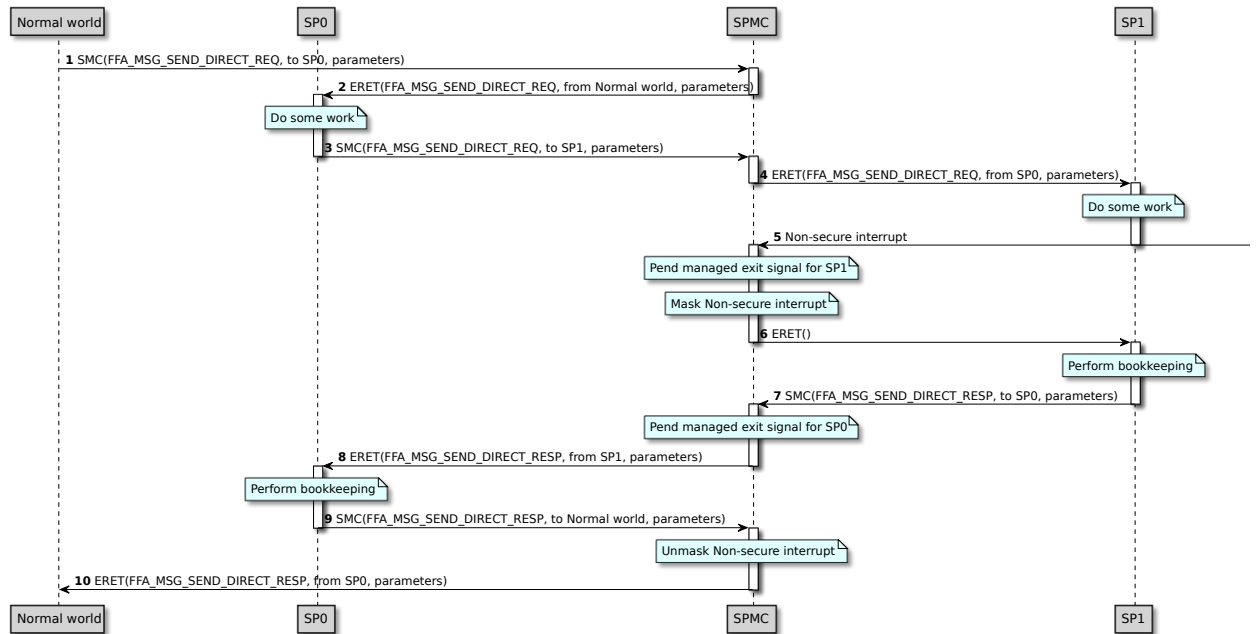 Normal world
SP0
SPMC
SP1
1 SMC(FFA_MSG_SEND_DIRECT_REQ, to SP0, parameters)
2 ERET(FFA_MSG_SEND_DIRECT_REQ, from Normal world, parameters)
Do some work
3 SMC(FFA_MSG_SEND_DIRECT_REQ, to SP1, parameters)
4 ERET(FFA_MSG_SEND_DIRECT_REQ, from SP0, parameters)
Do some work
5 Non-secure interrupt
Pend managed exit signal for SP1
Mask Non-secure interrupt
6 ERET()
Perform bookkeeping
7 SMC(FFA_MSG_SEND_DIRECT_RESP, to SP0, parameters)
Pend managed exit signal for SP0
8 ERET(FFA_MSG_SEND_DIRECT_RESP, from SP1, parameters)
Perform bookkeeping
9 SMC(FFA_MSG_SEND_DIRECT_RESP, to Normal world, parameters)
Unmask Non-secure interrupt
10 ERET(FFA_MSG_SEND_DIRECT_RESP, from SP0, parameters)
Normal world
SP0
SPMC
SP1